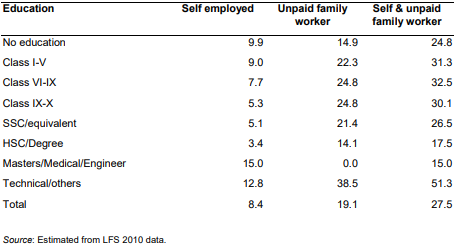 Education Self employed Unpaid family worker Self & unpaid family worker
No education 9.9 14.9 24.8
Class I-V 9.0 22.3 31.3
Class VI-IX 7.7 24.8 32.5
Class IX-X 5.3 24.8 30.1
SSC/equivalent 5.1 21.4 26.5
HSC/Degree 3.4 14.1 17.5
Masters/Medical/Engineer 15.0 0.0 15.0
Technical/others 12.8 38.5 51.3
Total 8.4 19.1 27.5
Source: Estimated from LFS 2010 data.